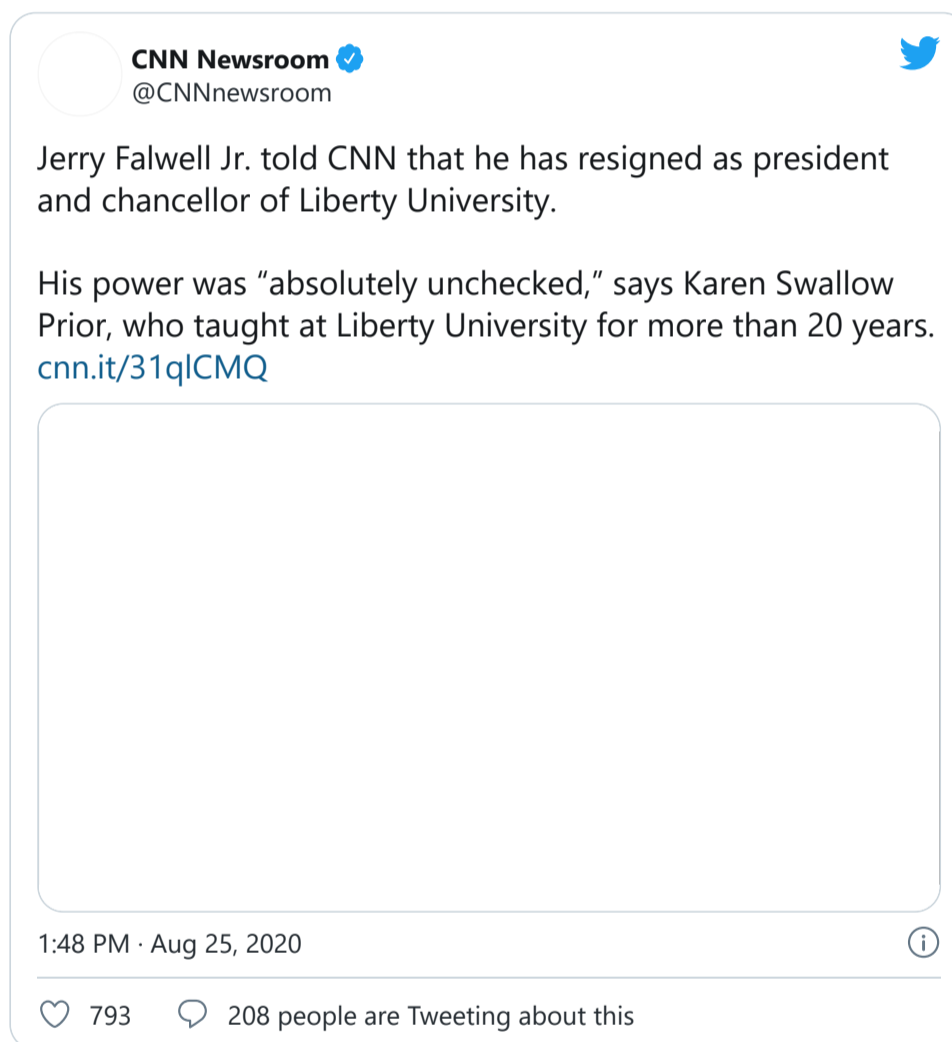 CNN Newsroom
@CNNnewsroom
Jerry Falwell Jr. told CNN that he has resigned as president
and chancellor of Liberty University.
His power was “absolutely unchecked,” says Karen Swallow
Prior, who taught at Liberty University for more than 20 years.
cnn.it/31qlCMQ
1:48 PM · Aug 25, 2020
793 208 people are Tweeting about this